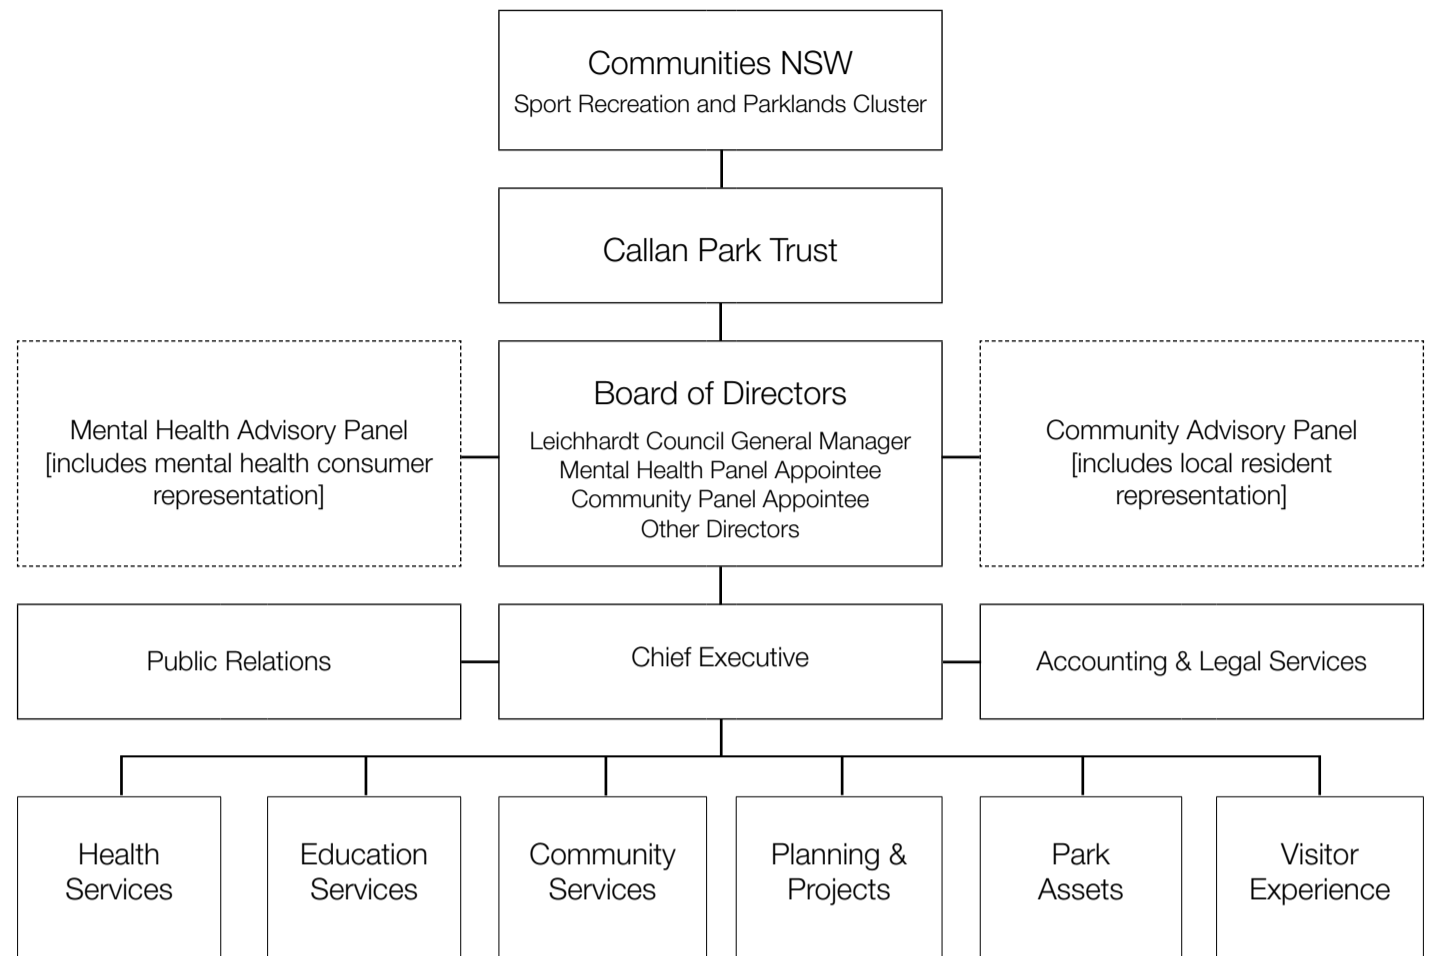 Communities NSW
Sport Recreation and Parklands Cluster
Callan Park Trust
Mental Health Advisory Panel
[includes mental health consumer
representation]
Board of Directors
Leichhardt Council General Manager
Mental Health Panel Appointee
Community Panel Appointee
Other Directors
Community Advisory Panel
[includes local resident
representation]
Public Relations
Chief Executive
Accounting & Legal Services
Health
Services
Education
Services
Community
Services
Planning &
Projects
Park
Assets
Visitor
Experience